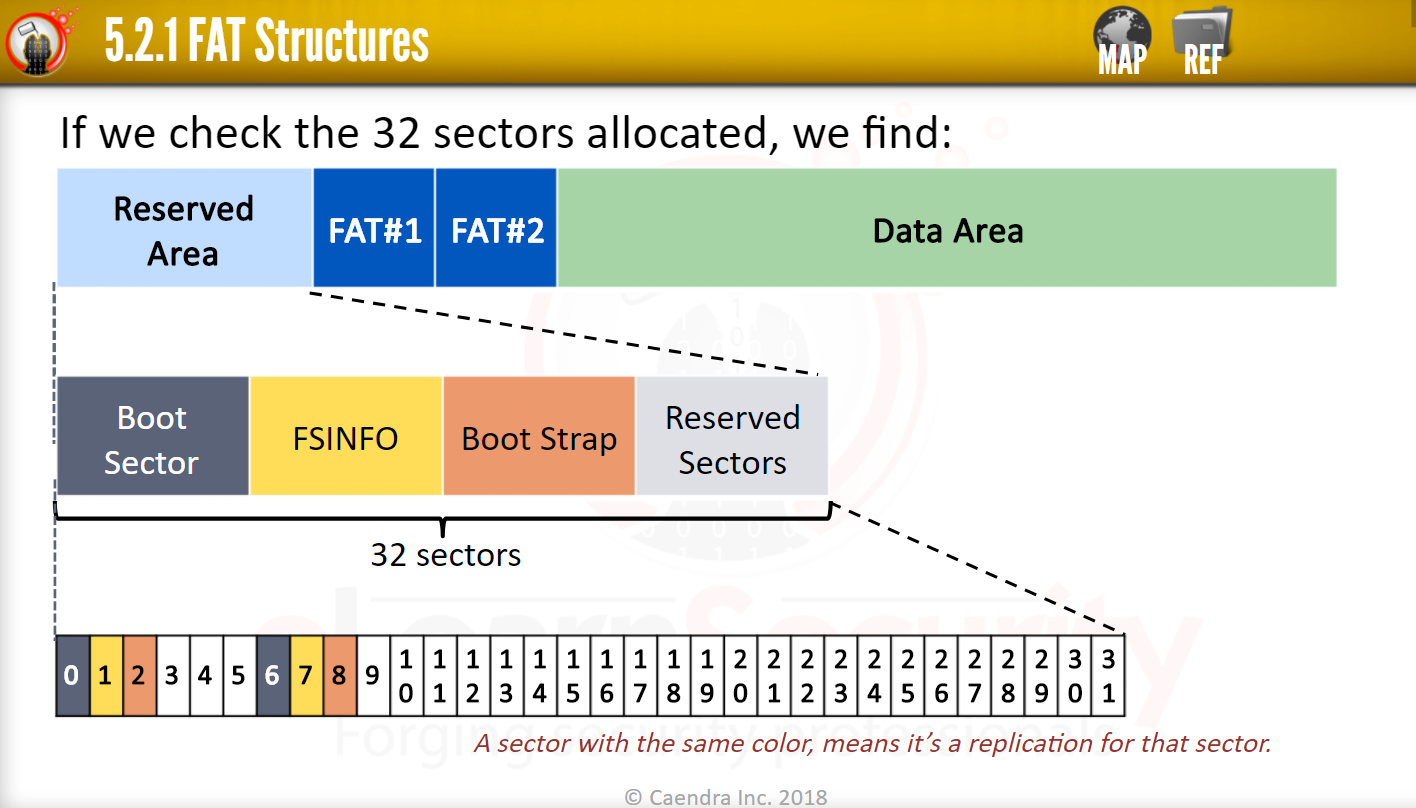 5.2.1 FAT Structures
MAP
REF
If we check the 32 sectors allocated, we find:
Reserved
Area
FAT#1
FAT#2
Data Area
Boot
Sector
FSINFO
Boot Strap
Reserved
Sectors
32 sectors
0 1 2 3 4 5 6 7 8 9 10 11 12 13 14 15 16 17 18 19 20 21 22 23 24 25 26 27 28 29 30 31
eLearnSecurity
Forging security professionals
A sector with the same color, means it's a replication for that sector.
© Caendra Inc. 2018